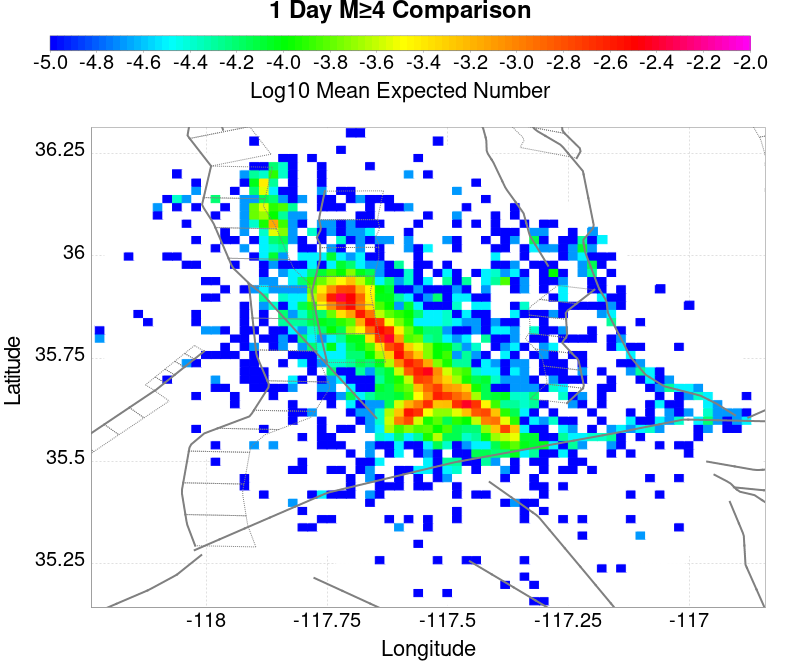 1 Day M≥4 Comparison
-5.0 -4.8 -4.6 -4.4 -4.2 -4.0 -3.8 -3.6 -3.4 -3.2 -3.0 -2.8 -2.6 -2.4 -2.2 -2.0
Log10 Mean Expected Number
36.25
36
35.75
35.5
35.25
Latitude
-118 -117.75 -117.5 -117.25 -117
Longitude